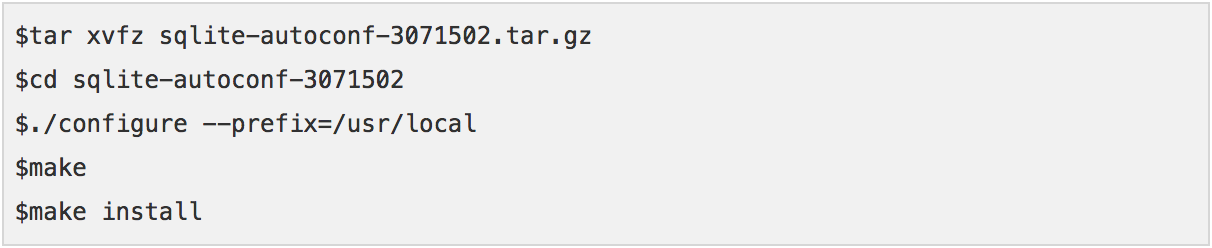 $tar xvfz sqlite-autoconf-3071502.tar.gz
$cd sqlite-autoconf-3071502
$./configure --prefix=/usr/local
$make
$make install